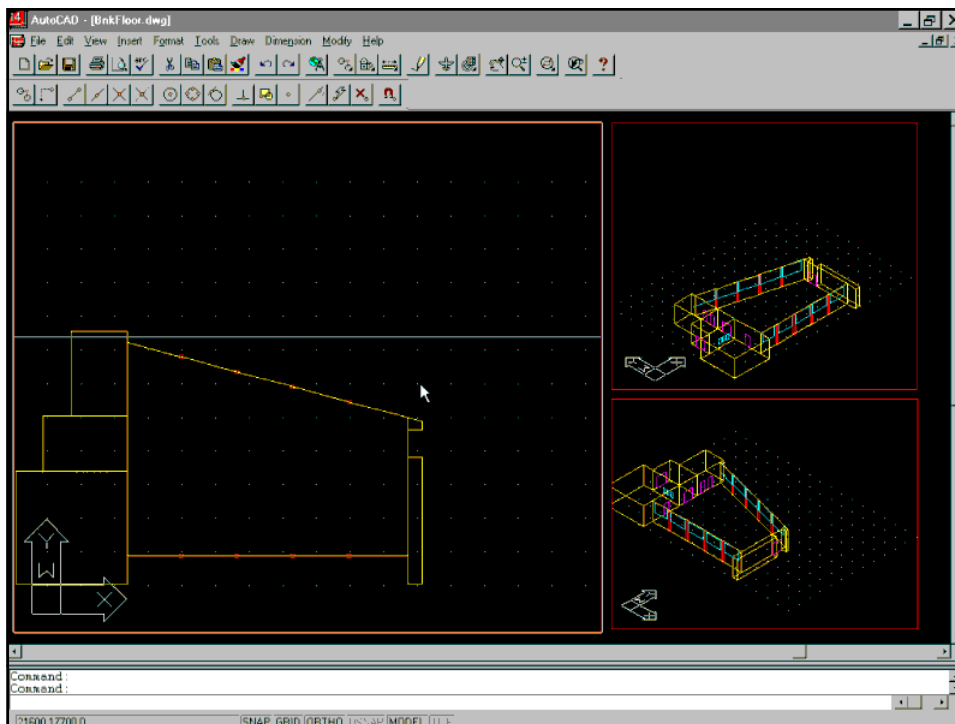 AutoCAD - [BnkFloor.dwg]
File Edit View Insert Format Tools Draw Dimension Modify Help
Y
W
X
Command:
Command:
21600,17700,0 SNAP GRID ORTHO OSNAP MODEL TILE